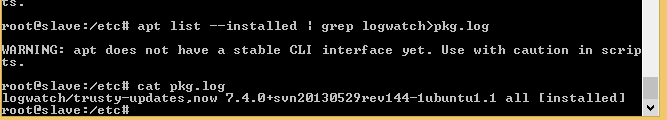 ts.
root@slave:/etc# apt list --installed | grep logwatch>pkg.log
WARNING: apt does not have a stable CLI interface yet. Use with caution in scrip
ts.
root@slave:/etc# cat pkg.log
logwatch/trusty-updates,now 7.4.0+svn20130529rev144-1ubuntu1.1 all [installed]
root@slave:/etc#